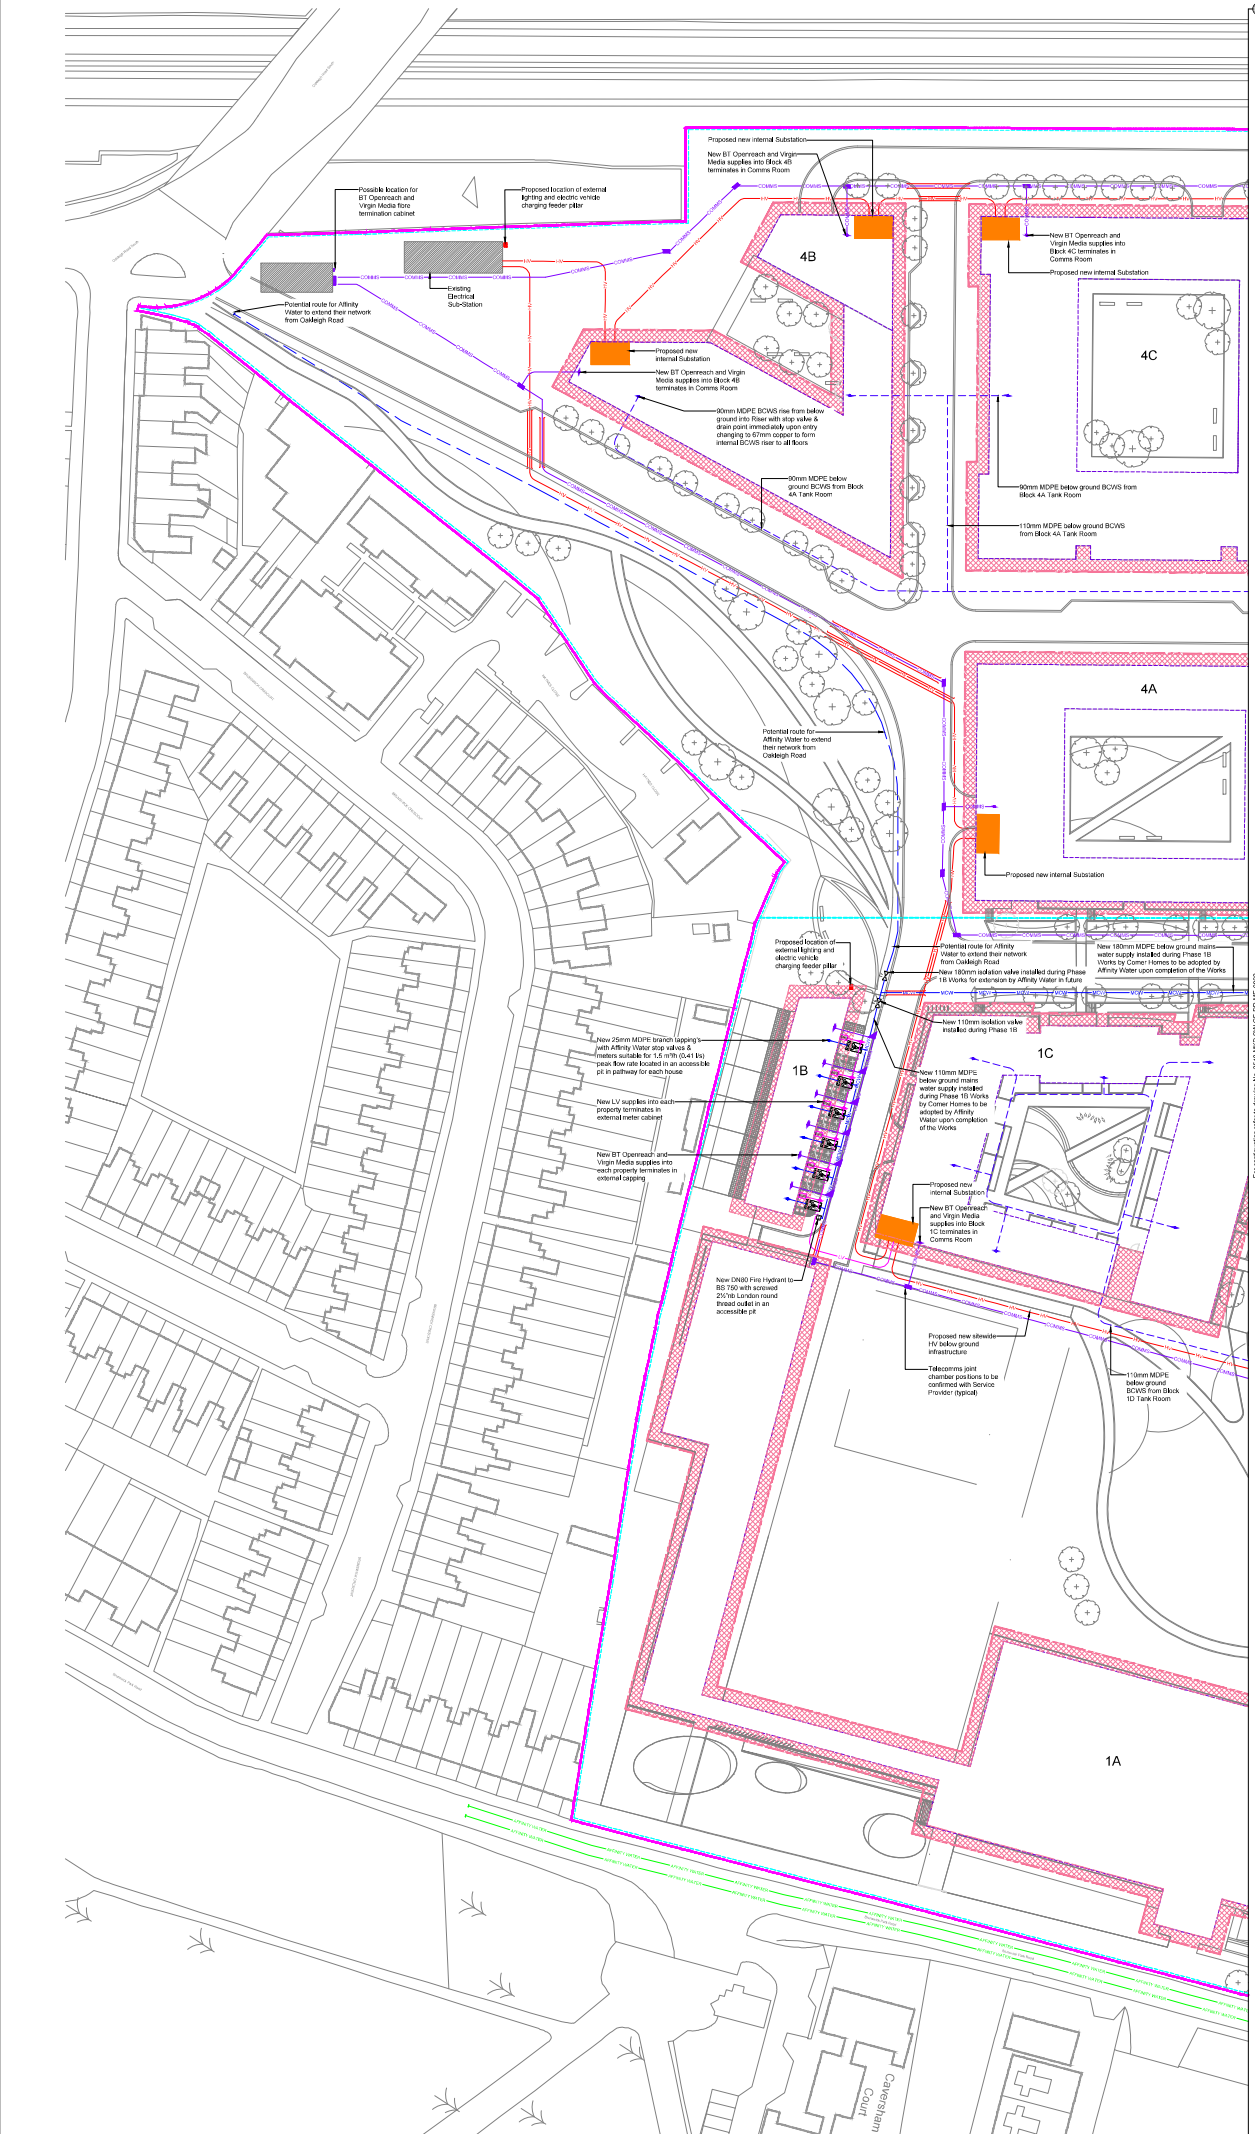 Proposed new internal Substation
New BT Openreach and Virgin
Media supplies into Block 4B
terminates in Comms Room
Possible location for
BT Openreach and
Virgin Media fibre
termination cabinet
Proposed location of external
lighting and electric vehicle
charging feeder pillar
4B
New BT Openreach and
Virgin Media supplies into
Block 4C terminates in
Comms Room
Proposed new internal Substation
Existing
Electrical
Sub-Station
Potential route for Affinity
Water to extend their network
from Oakleigh Road
4C
Proposed new
internal Substation
New BT Openreach and Virgin
Media supplies into Block 4B
terminates in Comms Room
90mm MDPE BCWS rise from below
ground into Riser with stop valve &
drain point immediately upon entry
changing to 67mm copper to form
internal BCWS riser to all floors
90mm MDPE below
ground BCWS from Block
4A Tank Room
90mm MDPE below ground BCWS from
Block 4A Tank Room
110mm MDPE below ground BCWS
from Block 4A Tank Room
4A
Potential route for
Affinity Water to extend
their network from
Oakleigh Road
Proposed new internal Substation
Proposed location of
external lighting and
electric vehicle
charging feeder pillar
Potential route for Affinity
Water to extend their network
from Oakleigh Road
New 180mm MDPE below ground mains
water supply installed during Phase 1B
Works by Comer Homes to be adopted by
Affinity Water upon completion of the Works
New 180mm isolation valve installed during Phase
1B Works for extension by Affinity Water in future
New 110mm isolation valve
installed during Phase 1B
New 25mm MDPE branch tapping's
with Affinity Water stop valves &
meters suitable for 1.5 m³/h (0.41 l/s)
peak flow rate located in an accessible
pit in pathway for each house
1B
1C
New 110mm MDPE
below ground mains
water supply installed
during Phase 1B Works
by Comer Homes to be
adopted by Affinity
Water upon completion
of the Works
New LV supplies into each
property terminates in
external meter cabinet
New BT Openreach and
Virgin Media supplies into
each property terminates in
external capping
Proposed new
internal Substation
New BT Openreach
and Virgin Media
supplies into Block
1C terminates in
Comms Room
New DN80 Fire Hydrant to
BS 750 with screwed
2½"nb London round
thread outlet in an
accessible pit
Proposed new sitewide
HV below ground
infrastructure
Telecomms joint
chamber positions to be
confirmed with Service
Provider (typical)
110mm MDPE
below ground
BCWS from Block
1D Tank Room
1A
AFFINITY WATER
AFFINITY WATER
COMMS
HV
MCW
Caversham
Court